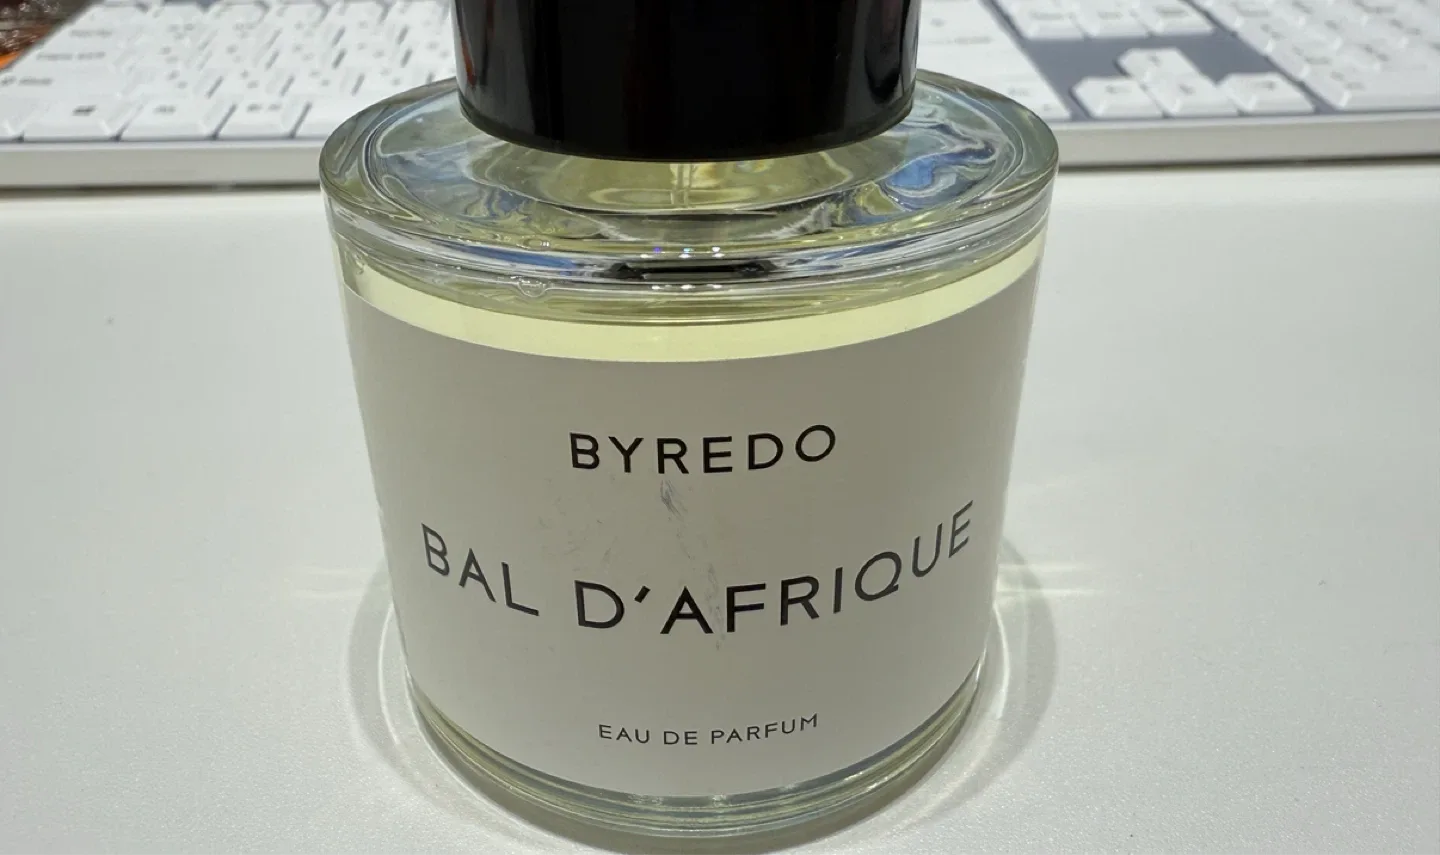 BYREDO
BAL D'AFRIQUE
EAU DE PARFUM